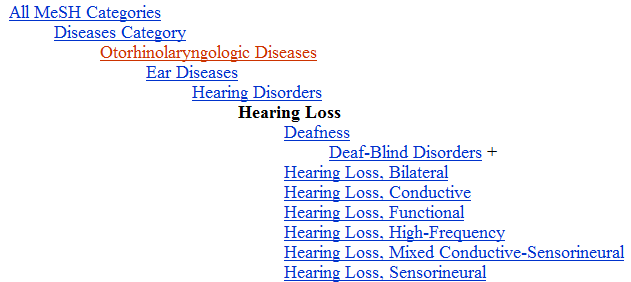 All MeSH Categories
Diseases Category
Otorhinolaryngologic Diseases
Ear Diseases
Hearing Disorders
Hearing Loss
Deafness
Deaf-Blind Disorders +
Hearing Loss, Bilateral
Hearing Loss, Conductive
Hearing Loss, Functional
Hearing Loss, High-Frequency
Hearing Loss, Mixed Conductive-Sensorineural
Hearing Loss, Sensorineural